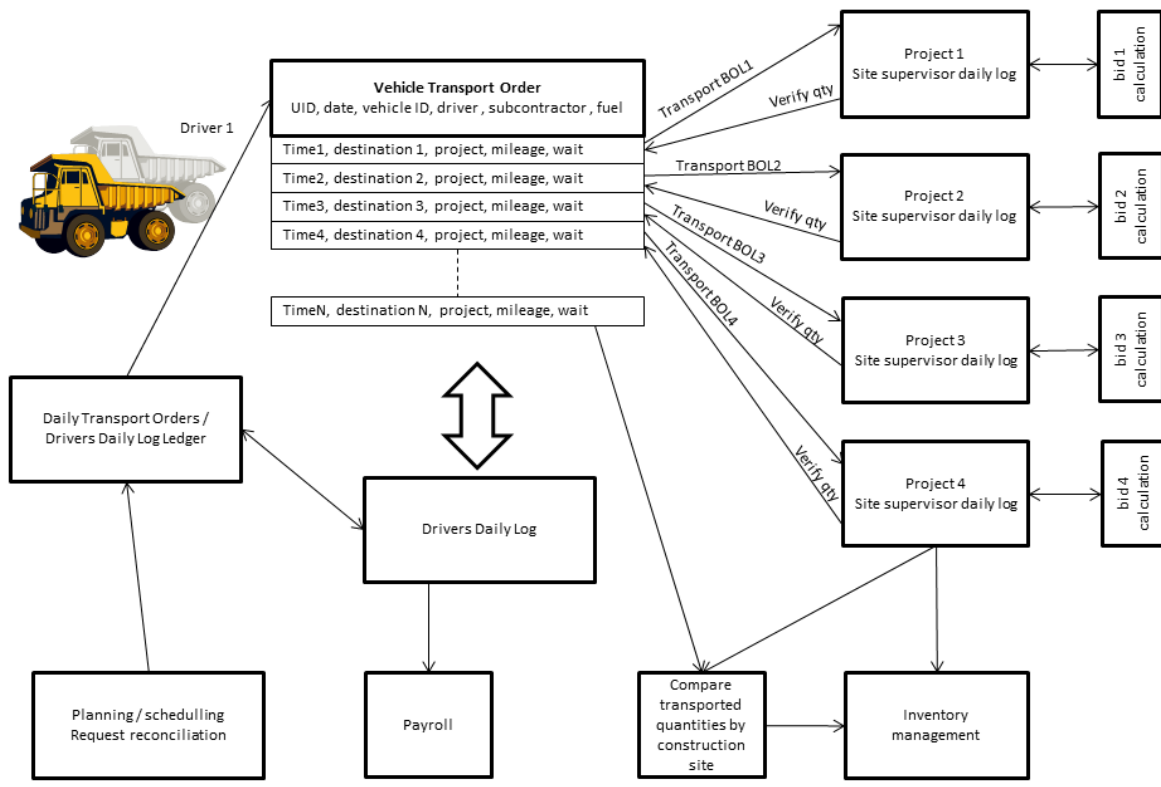 Driver 1
Vehicle Transport Order
UID, date, vehicle ID, driver , subcontractor , fuel
Time1, destination 1, project, mileage, wait
Time2, destination 2, project, mileage, wait
Time3, destination 3, project, mileage, wait
Time4, destination 4, project, mileage, wait
TimeN, destination N, project, mileage, wait
Transport BOL1
Verify qty
Transport BOL2
Verify qty
Transport BOL3
Verify qty
Transport BOL4
Verify qty
Project 1
Site supervisor daily log
bid 1
calculation
Project 2
Site supervisor daily log
bid 2
calculation
Project 3
Site supervisor daily log
bid 3
calculation
Project 4
Site supervisor daily log
bid 4
calculation
Daily Transport Orders /
Drivers Daily Log Ledger
Drivers Daily Log
Planning / schedulling
Request reconciliation
Payroll
Compare
transported
quantities by
construction
site
Inventory
management